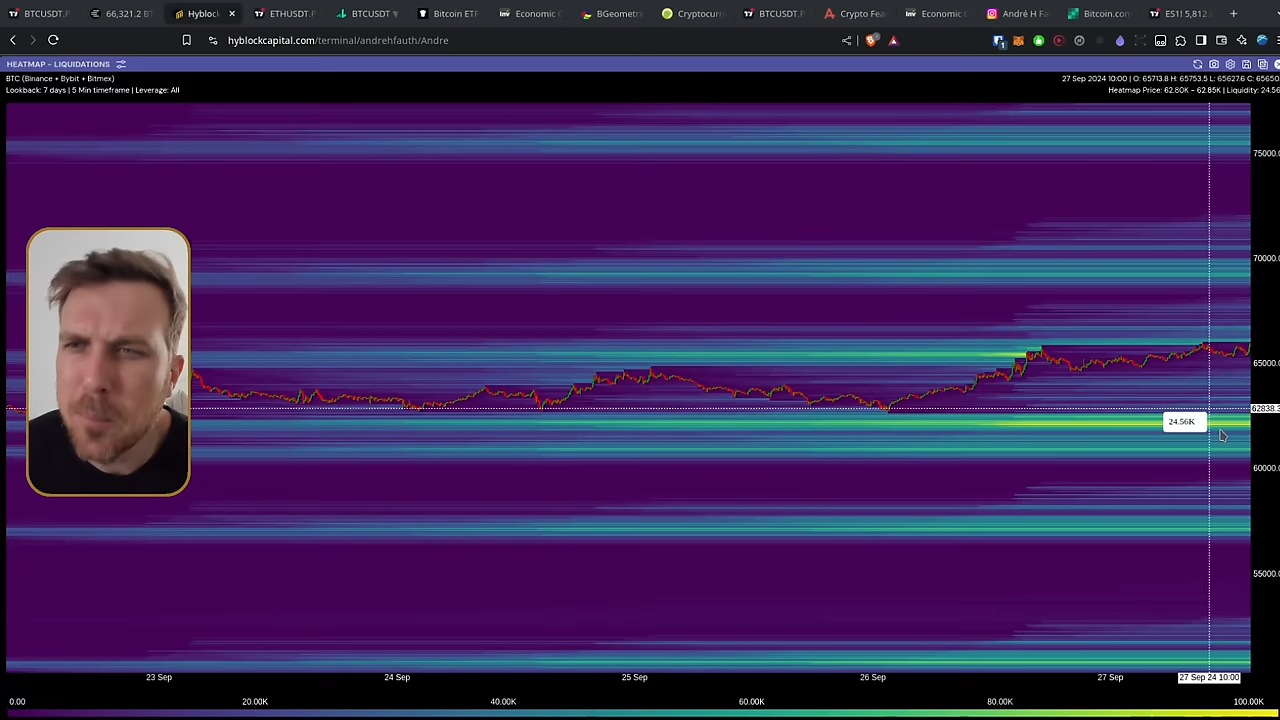 BTCUSDT.F
66,321.2 BT
Hyblock
ETHUSDT.F
BTCUSDT
Bitcoin ETF
Economic C
BGeometri
Cryptocurr
BTCUSDT.F
Crypto Fea
Economic C
André H Fa
Bitcoin.com
ES1! 5,812.
hyblockcapital.com/terminal/andrehfauth/Andre
HEATMAP - LIQUIDATIONS
BTC (Binance + Bybit + Bitmex)
27 Sep 2024 10:00 | O: 65713.8 H: 65753.5 L: 65627.6 C: 65650
Lookback: 7 days | 5 Min timeframe | Leverage: All
Heatmap Price: 62.80K - 62.85K | Liquidity: 24.56
75000.0
70000.0
65000.0
62838.3
24.56K
60000.0
55000.0
23 Sep
24 Sep
25 Sep
26 Sep
27 Sep
27 Sep 24 10:00
0.00
20.00K
40.00K
60.00K
80.00K
100.00K